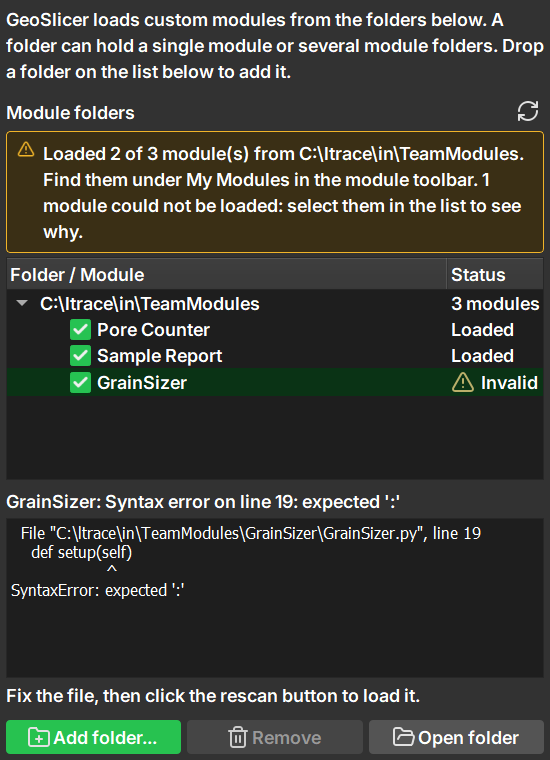 GeoSlicer loads custom modules from the folders below. A
folder can hold a single module or several module folders. Drop
a folder on the list below to add it.
Module folders
Loaded 2 of 3 module(s) from C:\ltrace\in\TeamModules.
Find them under My Modules in the module toolbar. 1
module could not be loaded: select them in the list to see
why.
Folder / Module Status
C:\ltrace\in\TeamModules 3 modules
Pore Counter Loaded
Sample Report Loaded
GrainSizer Invalid
GrainSizer: Syntax error on line 19: expected ':'
File "C:\ltrace\in\TeamModules\GrainSizer\GrainSizer.py", line 19
def setup(self)
^
SyntaxError: expected ':'
Fix the file, then click the rescan button to load it.
Add folder... Remove Open folder